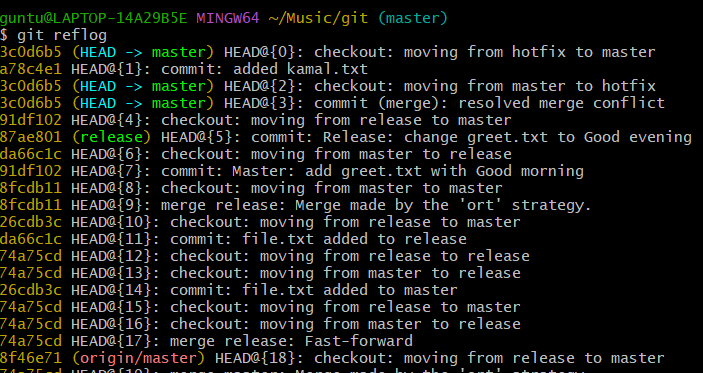 guntu@LAPTOP-14A29B5E MINGW64 ~/Music/git (master)
$ git reflog
3c0d6b5 (HEAD -> master) HEAD@{0}: checkout: moving from hotfix to master
a78c4e1 HEAD@{1}: commit: added kamal.txt
3c0d6b5 (HEAD -> master) HEAD@{2}: checkout: moving from master to hotfix
3c0d6b5 (HEAD -> master) HEAD@{3}: commit (merge): resolved merge conflict
91df102 HEAD@{4}: checkout: moving from release to master
87ae801 (release) HEAD@{5}: commit: Release: change greet.txt to Good evening
da66c1c HEAD@{6}: checkout: moving from master to release
91df102 HEAD@{7}: commit: Master: add greet.txt with Good morning
8fcdb11 HEAD@{8}: checkout: moving from master to master
8fcdb11 HEAD@{9}: merge release: Merge made by the 'ort' strategy.
26cdb3c HEAD@{10}: checkout: moving from release to master
da66c1c HEAD@{11}: commit: file.txt added to release
74a75cd HEAD@{12}: checkout: moving from release to release
74a75cd HEAD@{13}: checkout: moving from master to release
26cdb3c HEAD@{14}: commit: file.txt added to master
74a75cd HEAD@{15}: checkout: moving from release to master
74a75cd HEAD@{16}: checkout: moving from master to release
74a75cd HEAD@{17}: merge release: Fast-forward
8f46e71 (origin/master) HEAD@{18}: checkout: moving from release to master